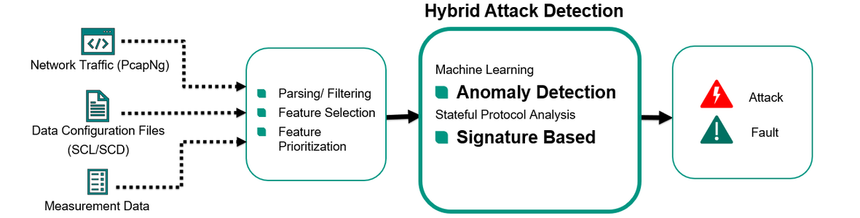 Hybrid Attack Detection
Network Traffic (PcapNg)
Data Configuration Files
(SCL/SCD)
Measurement Data
Parsing/ Filtering
Feature Selection
Feature
Prioritization
Machine Learning
Anomaly Detection
Stateful Protocol Analysis
Signature Based
Attack
Fault